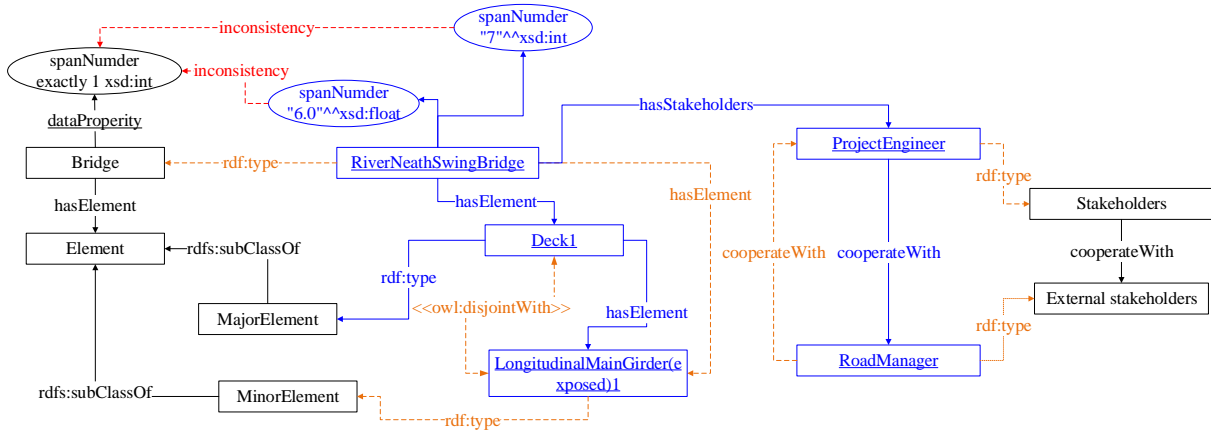 inconsistency
spanNumder
"7"^^xsd:int
spanNumder
exactly 1 xsd:int
inconsistency
spanNumder
"6.0"^^xsd:float
hasStakeholders
dataProperity
Bridge
rdf:type
RiverNeathSwingBridge
ProjectEngineer
rdf:type
hasElement
hasElement
hasElement
Stakeholders
Element
rdfs:subClassOf
Deck1
cooperateWith
cooperateWith
cooperateWith
rdf:type
<<owl:disjointWith>>
External stakeholders
MajorElement
hasElement
rdf:type
LongitudinalMainGirder(e
xposed)1
RoadManager
rdfs:subClassOf
MinorElement
rdf:type